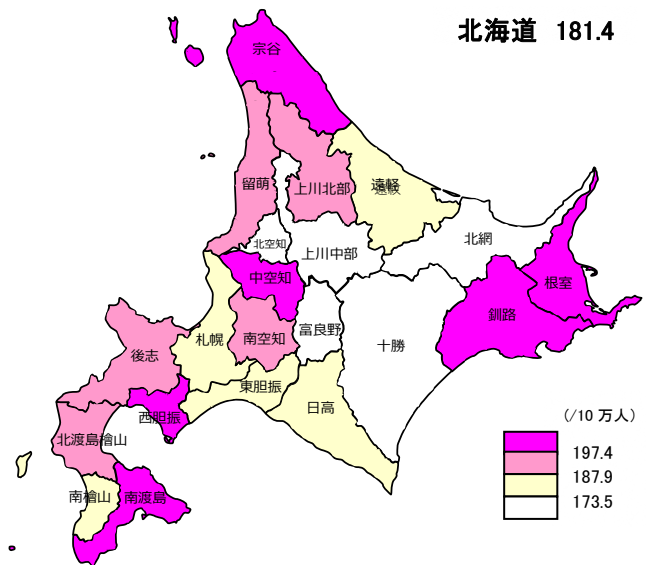 北海道 181.4
宗谷
留萌
上川北部
遠軽
遠紋
北空知
上川中部
北網
中空知
根室
釧路
札幌
南空知
富良野
十勝
後志
東胆振
日高
西胆振
北渡島檜山
南檜山
南渡島
(/10 万人)
197.4
187.9
173.5